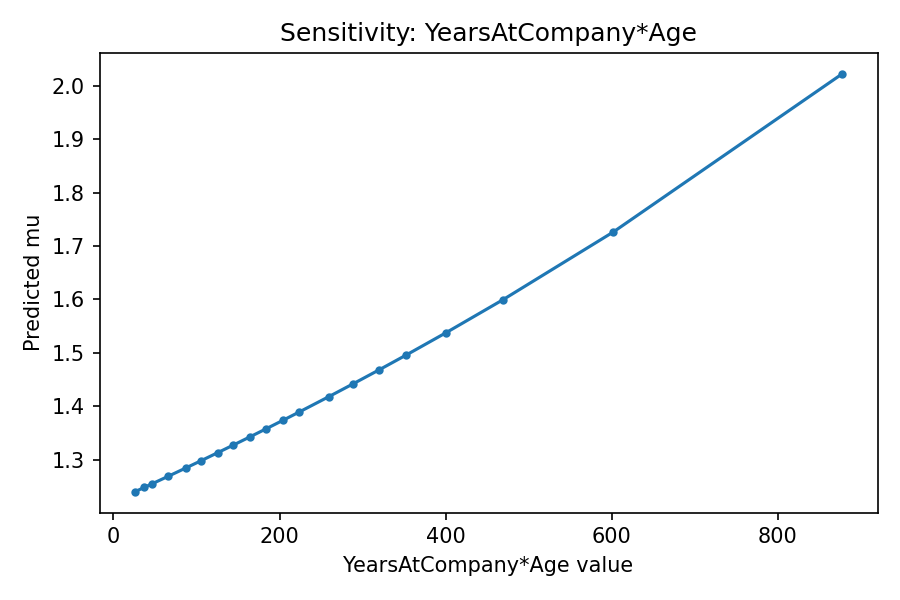 Sensitivity: YearsAtCompany*Age
Predicted mu
2.0
1.9
1.8
1.7
1.6
1.5
1.4
1.3
0 200 400 600 800
YearsAtCompany*Age value